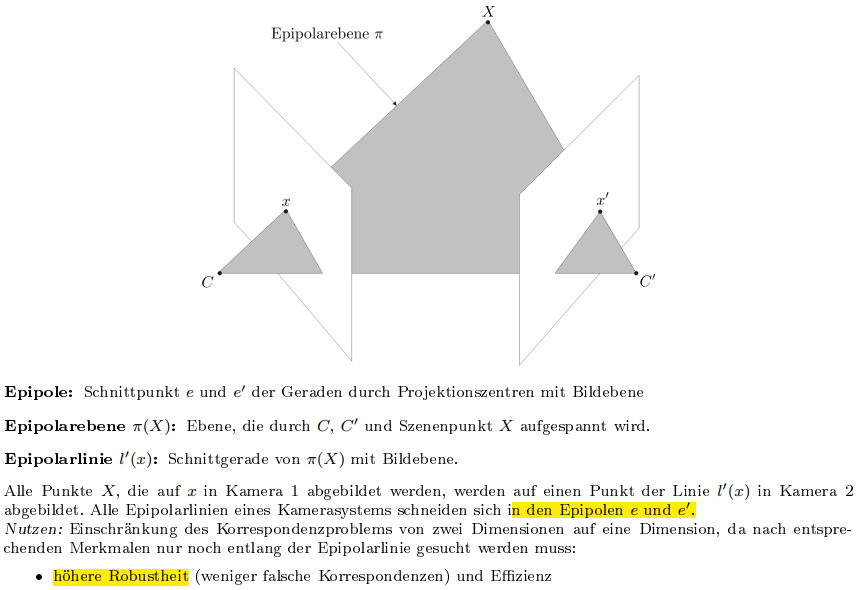 X
Epipolarebene π
x
x′
C
C′
Epipole: Schnittpunkt e und e′ der Geraden durch Projektionszentren mit Bildebene
Epipolarebene π(X): Ebene, die durch C, C′ und Szenenpunkt X aufgespannt wird.
Epipolarlinie l′(x): Schnittgerade von π(X) mit Bildebene.
Alle Punkte X, die auf x in Kamera 1 abgebildet werden, werden auf einen Punkt der Linie l′(x) in Kamera 2
abgebildet. Alle Epipolarlinien eines Kamerasystems schneiden sich in den Epipolen e und e′.
Nutzen: Einschränkung des Korrespondenzproblems von zwei Dimensionen auf eine Dimension, da nach entspre-
chenden Merkmalen nur noch entlang der Epipolarlinie gesucht werden muss:
• höhere Robustheit (weniger falsche Korrespondenzen) und Effizienz